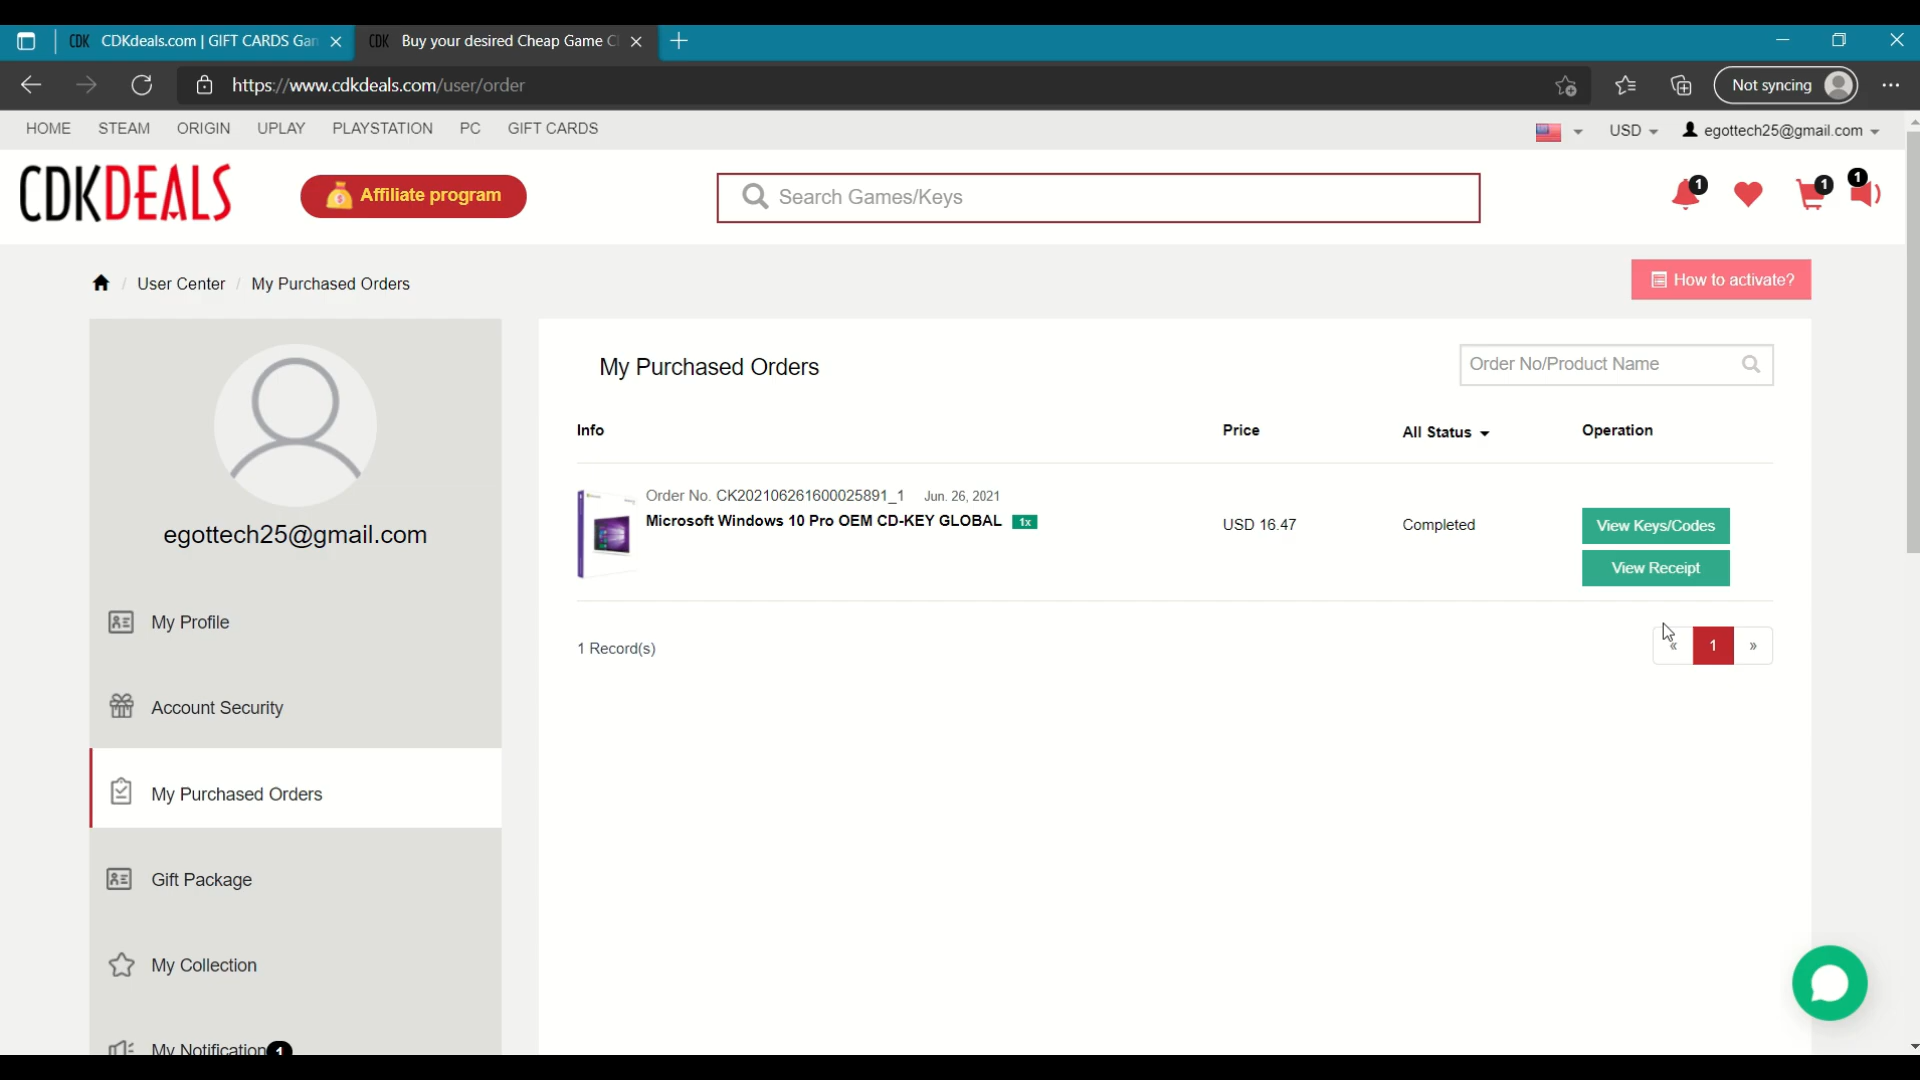 CDK CDKdeals.com | GIFT CARDS Gan
CDK Buy your desired Cheap Game C
https://www.cdkdeals.com/user/order
Not syncing
HOME STEAM ORIGIN UPLAY PLAYSTATION PC GIFT CARDS
USD egottech25@gmail.com
CDKDEALS
Affiliate program
Search Games/Keys
1 1 1
/ User Center / My Purchased Orders
How to activate?
egottech25@gmail.com
My Profile
Account Security
My Purchased Orders
Gift Package
My Collection
My Notification 1
My Purchased Orders
Order No/Product Name
Info Price All Status Operation
Order No. CK202106261600025891_1 Jun. 26, 2021
Microsoft Windows 10 Pro OEM CD-KEY GLOBAL 1x
USD 16.47
Completed
View Keys/Codes
View Receipt
1 Record(s)
« 1 »